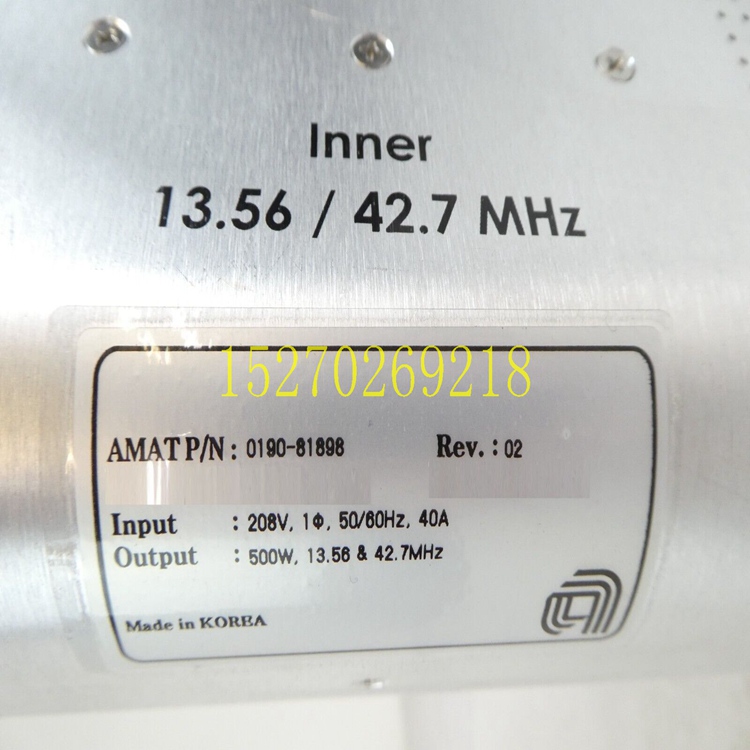 Inner
13.56 / 42.7 MHz
15270269218
AMAT P/N : 0190-81898 Rev. : 02
Input : 208V, 1Φ, 50/60Hz, 40A
Output : 500W, 13.56 & 42.7MHz
Made in KOREA